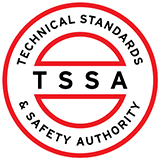 TECHNICAL STANDARDS
TSSA
& SAFETY AUTHORITY